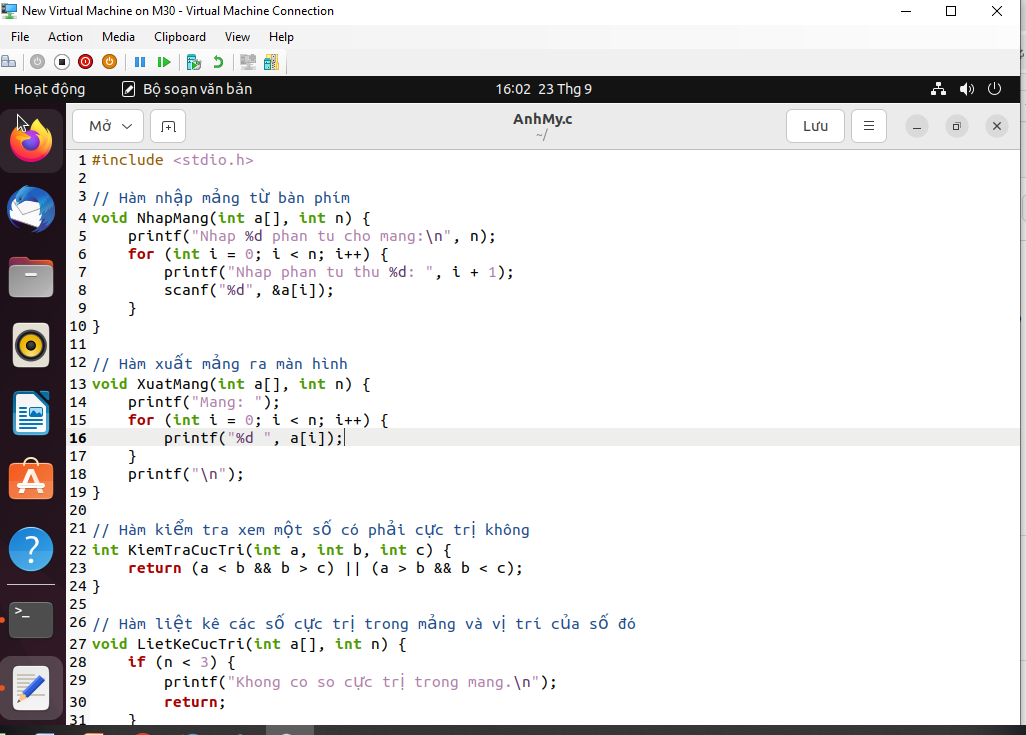 New Virtual Machine on M30 - Virtual Machine Connection
File Action Media Clipboard View Help
Hoạt động Bộ soạn văn bản 16:02 23 Thg 9
Mở AnhMy.c Lưu
~/
1 #include <stdio.h>
2
3 // Hàm nhập mảng từ bàn phím
4 void NhapMang(int a[], int n) {
5     printf("Nhap %d phan tu cho mang:\n", n);
6     for (int i = 0; i < n; i++) {
7         printf("Nhap phan tu thu %d: ", i + 1);
8         scanf("%d", &a[i]);
9     }
10 }
11
12 // Hàm xuất mảng ra màn hình
13 void XuatMang(int a[], int n) {
14     printf("Mang: ");
15     for (int i = 0; i < n; i++) {
16         printf("%d ", a[i]);
17     }
18     printf("\n");
19 }
20
21 // Hàm kiểm tra xem một số có phải cực trị không
22 int KiemTraCucTri(int a, int b, int c) {
23     return (a < b && b > c) || (a > b && b < c);
24 }
25
26 // Hàm liệt kê các số cực trị trong mảng và vị trí của số đó
27 void LietKeCucTri(int a[], int n) {
28     if (n < 3) {
29         printf("Khong co so cực trị trong mang.\n");
30         return;
31     }